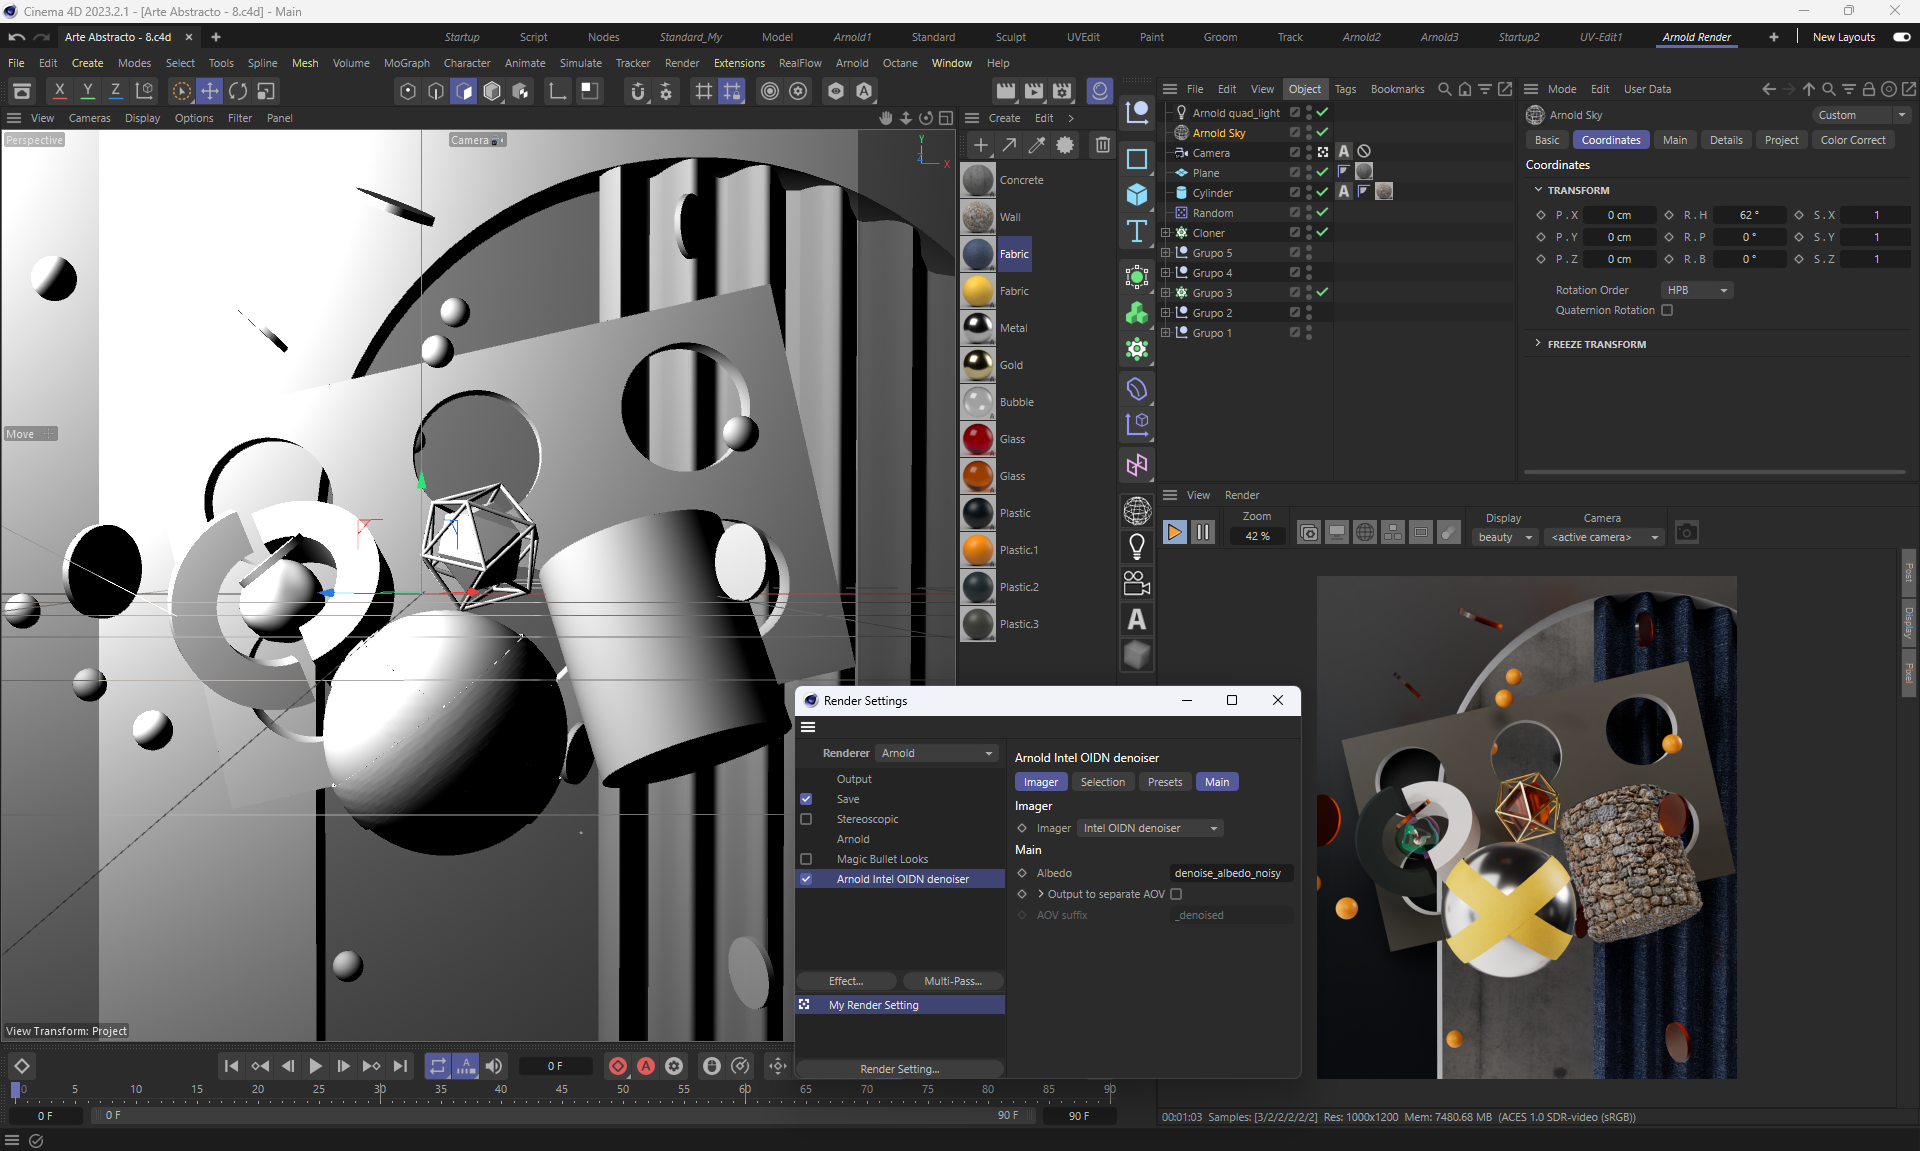 Cinema 4D 2023.2.1 - [Arte Abstracto - 8.c4d] - Main
Arte Abstracto - 8.c4d
Startup Script Nodes Standard_My Model Arnold1 Standard Sculpt UVEdit Paint Groom Track Arnold2 Arnold3 Startup2 UV-Edit1 Arnold Render New Layouts
File Edit Create Modes Select Tools Spline Mesh Volume MoGraph Character Animate Simulate Tracker Render Extensions RealFlow Arnold Octane Window Help
X Y Z
View Cameras Display Options Filter Panel
Perspective
Camera
Y
X
Z
Move
View Transform: Project
Create Edit
Concrete
Wall
Fabric
Fabric
Metal
Gold
Bubble
Glass
Glass
Plastic
Plastic.1
Plastic.2
Plastic.3
File Edit View Object Tags Bookmarks
Arnold quad_light
Arnold Sky
Camera
Plane
Cylinder
Random
Cloner
Grupo 5
Grupo 4
Grupo 3
Grupo 2
Grupo 1
Mode Edit User Data
Arnold Sky
Custom
Basic Coordinates Main Details Project Color Correct
Coordinates
TRANSFORM
P . X 0 cm R . H 62 ° S . X 1
P . Y 0 cm R . P 0 ° S . Y 1
P . Z 0 cm R . B 0 ° S . Z 1
Rotation Order HPB
Quaternion Rotation
FREEZE TRANSFORM
View Render
Zoom
42 %
Display
beauty
Camera
<active camera>
Post
Display
Pixel
00:01:03 Samples: [3/2/2/2/2/2] Res: 1000x1200 Mem: 7480.68 MB (ACES 1.0 SDR-video (sRGB))
Render Settings
Renderer Arnold
Output
Save
Stereoscopic
Arnold
Magic Bullet Looks
Arnold Intel OIDN denoiser
Effect...
Multi-Pass...
My Render Setting
Render Setting...
Arnold Intel OIDN denoiser
Imager Selection Presets Main
Imager
Imager Intel OIDN denoiser
Main
Albedo denoise_albedo_noisy
Output to separate AOV
AOV suffix _denoised
0 F
0 5 10 15 20 25 30 35 40 45 50 55 60 65 70 75 80 85 90
0 F
0 F
90 F
90 F